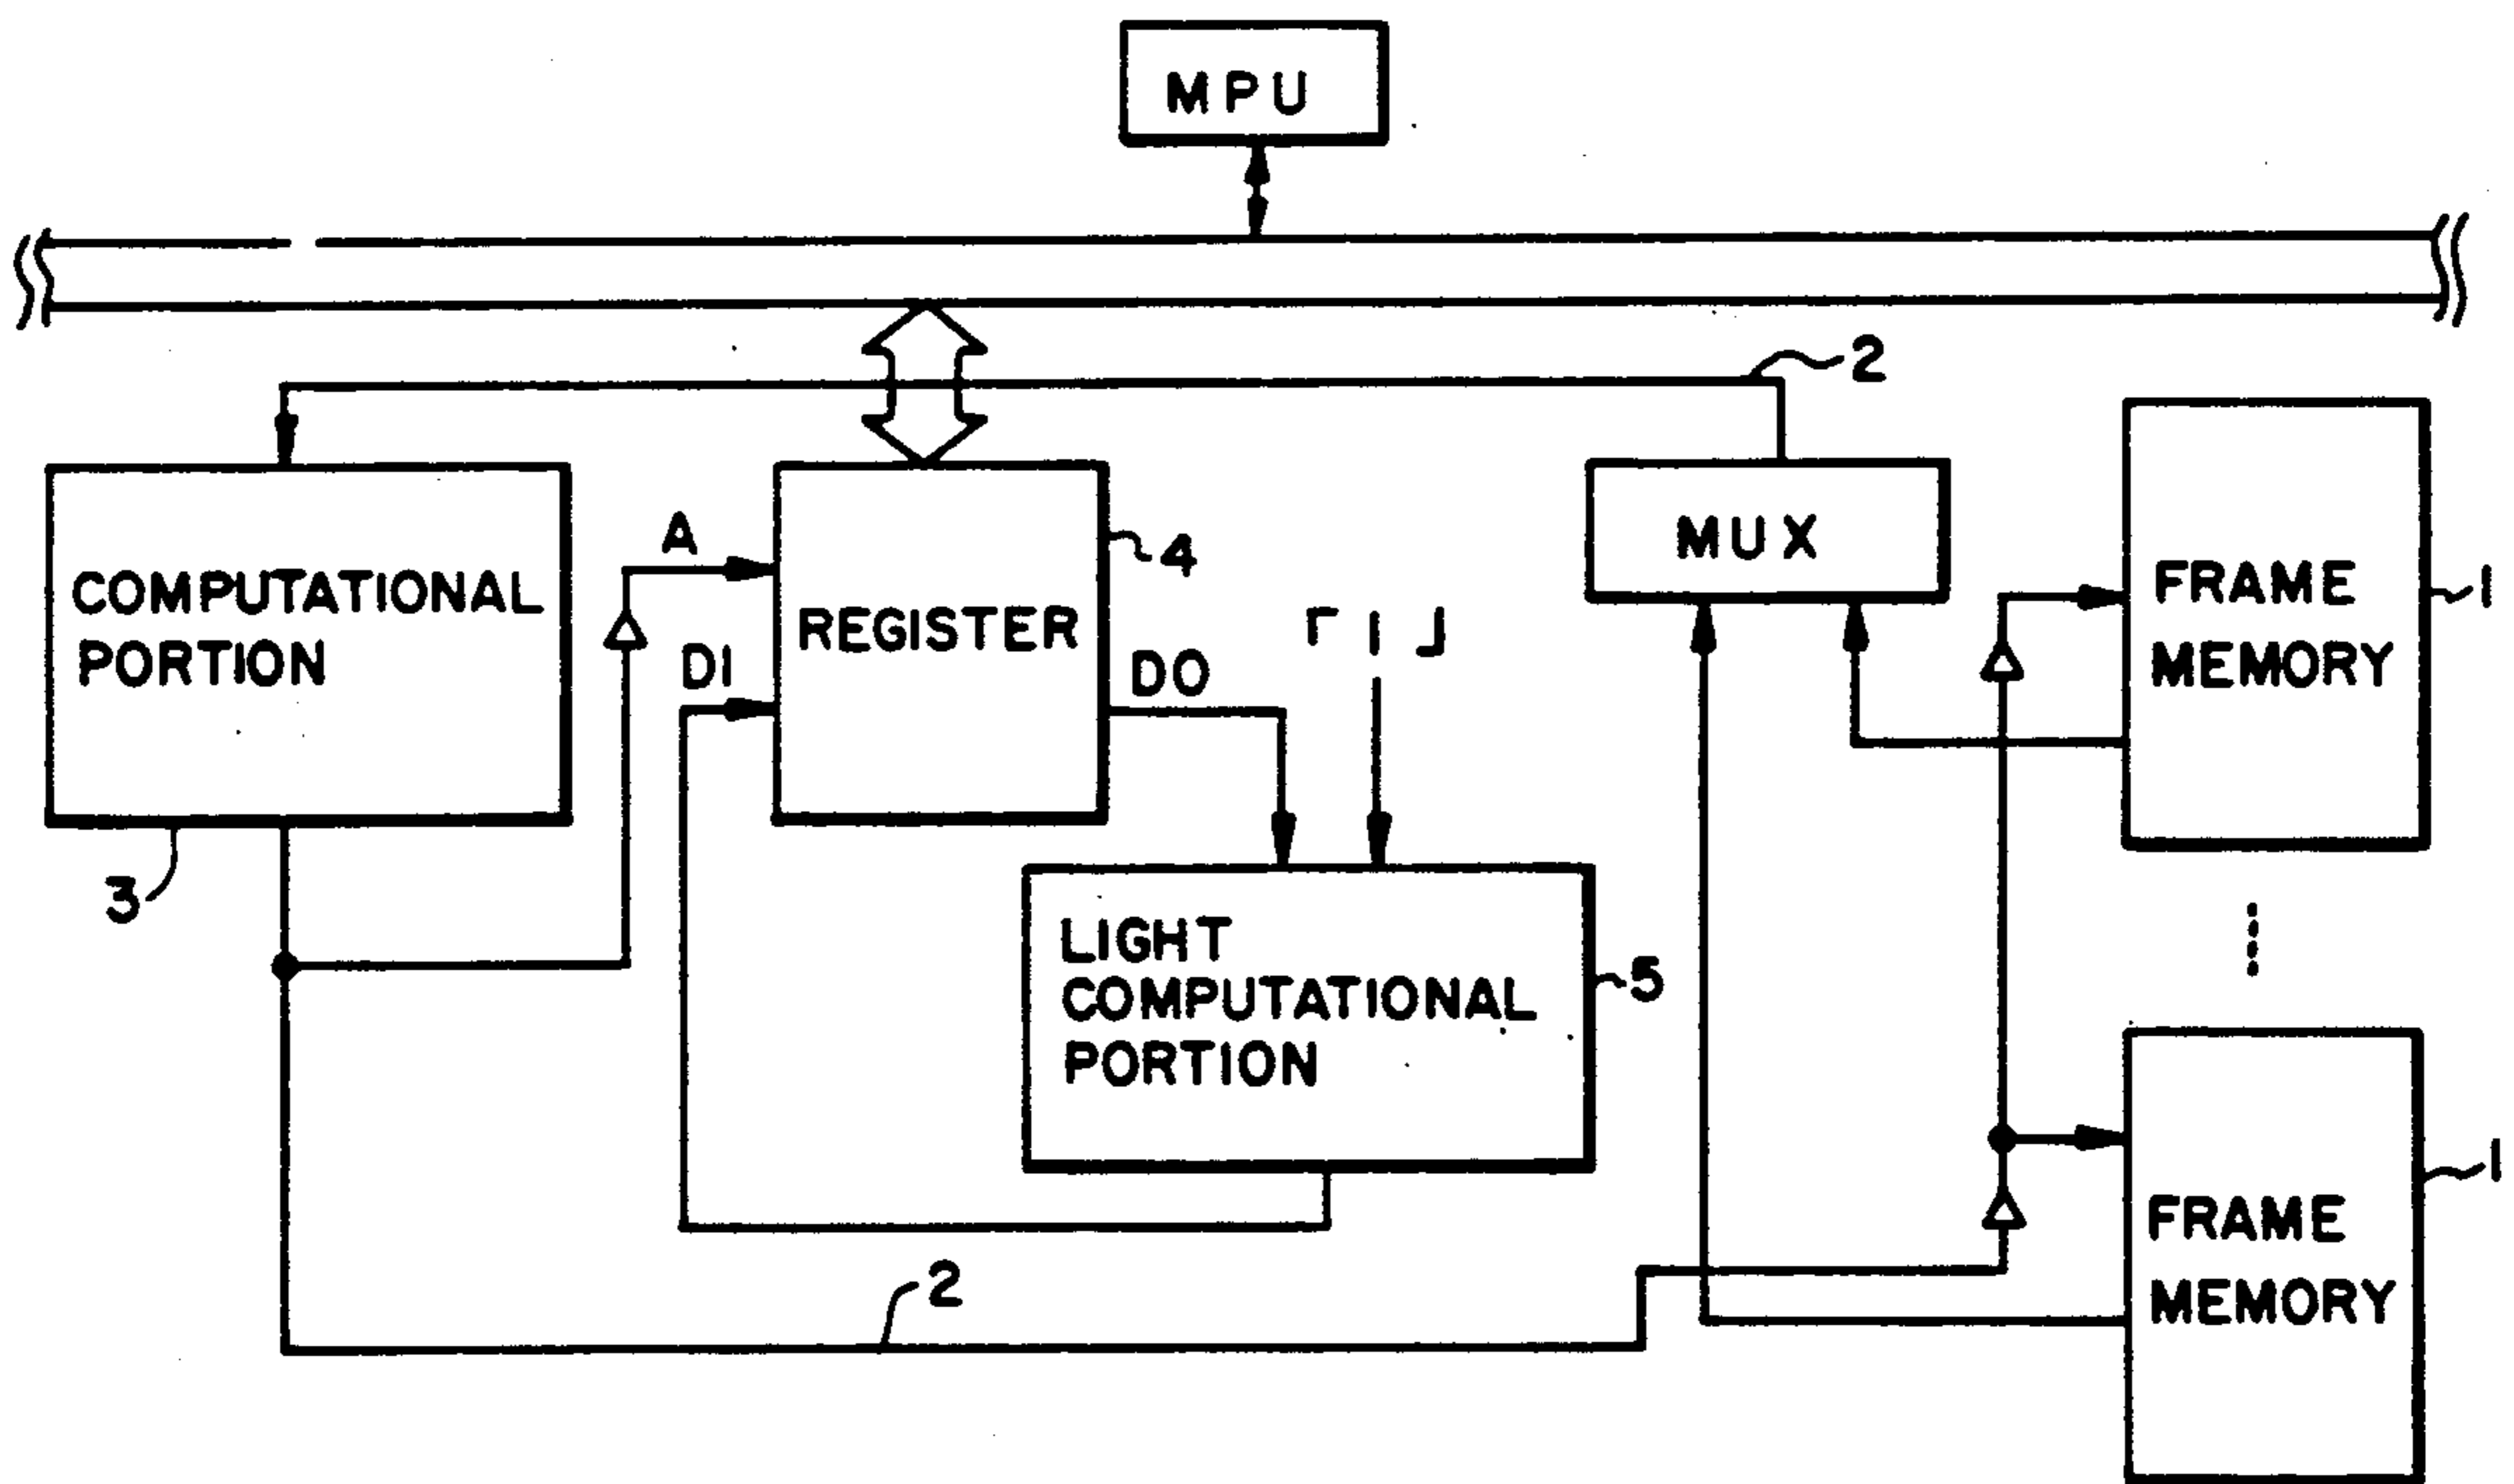 MPU
2
COMPUTATIONAL
PORTION
3
A
DI
REGISTER
4
DO
「1」
MUX
FRAME
MEMORY
1
LIGHT
COMPUTATIONAL
PORTION
5
FRAME
MEMORY
1
2